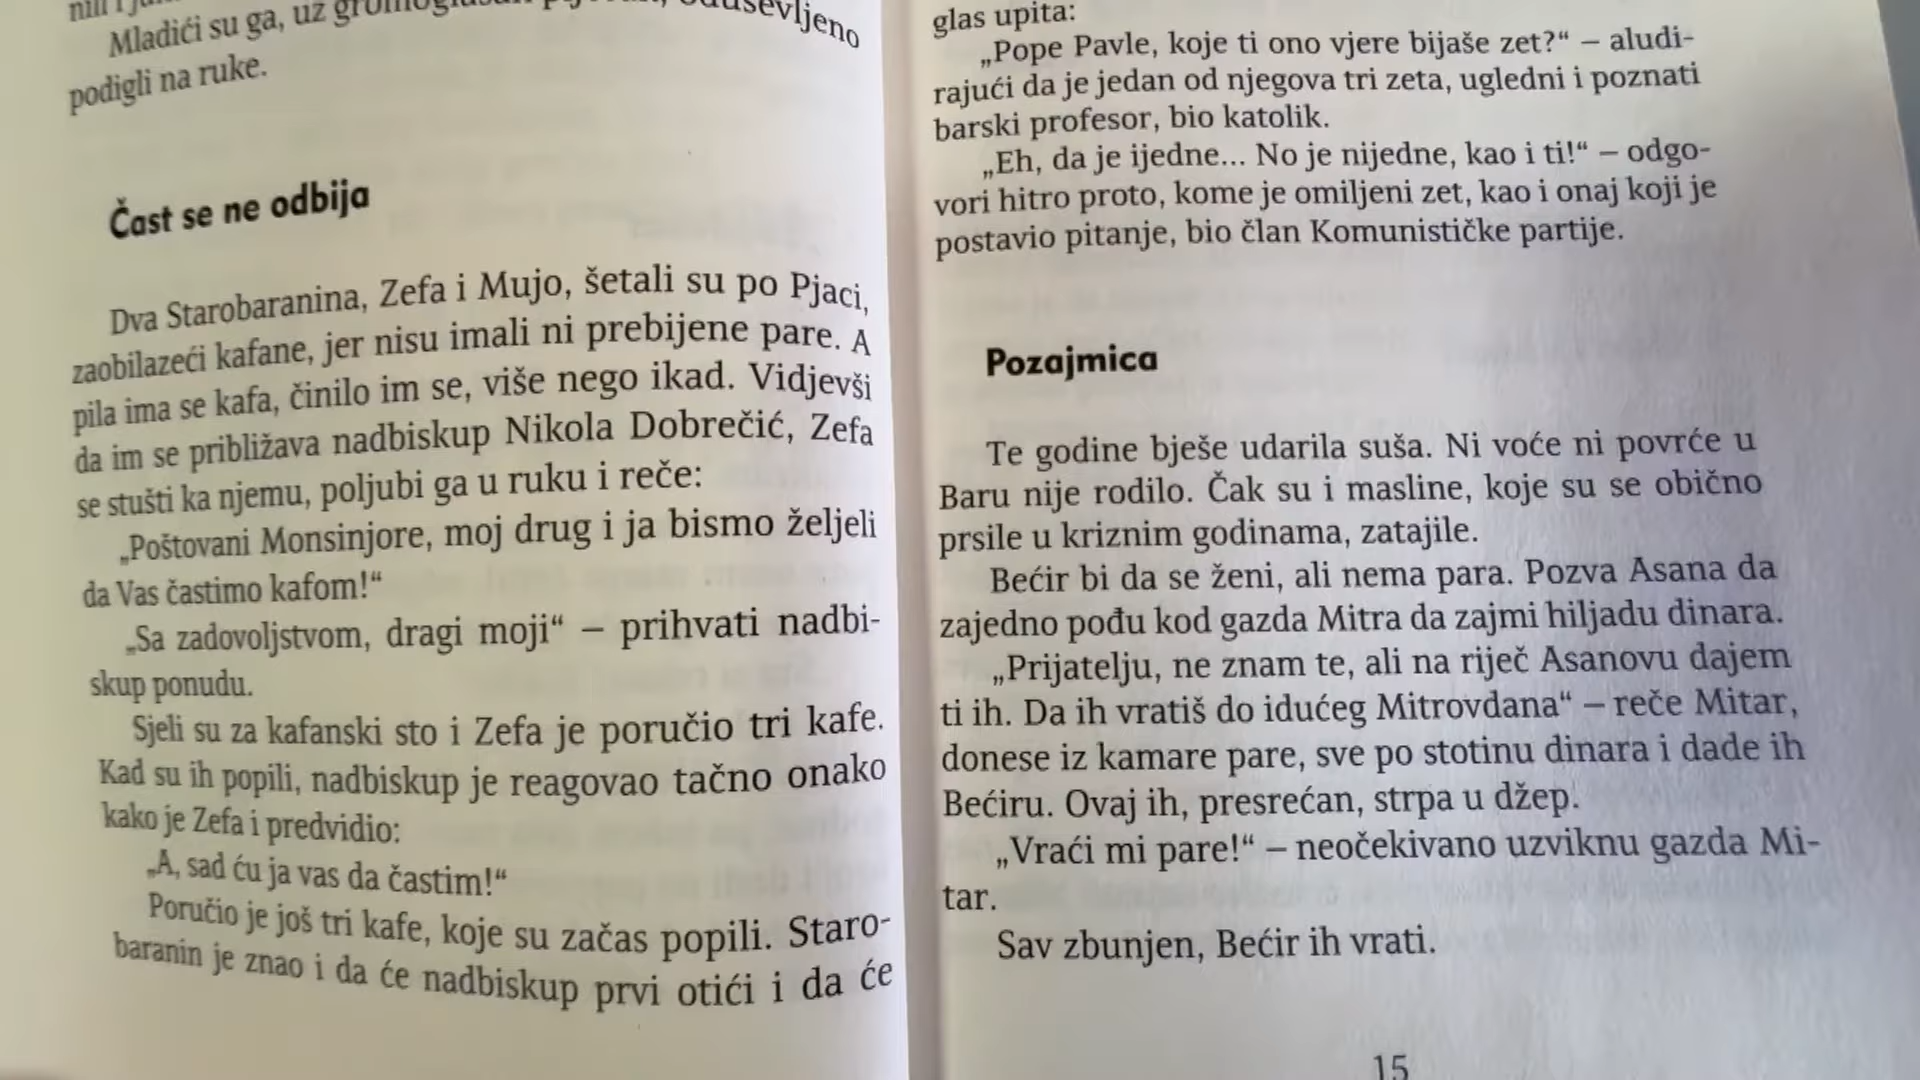 Mladići su ga, uz
podigli na ruke.
Čast se ne odbija
Dva Starobaranina, Zefa i Mujo, šetali su po Pjaci,
zaobilazeći kafane, jer nisu imali ni prebijene pare. A
pila ima se kafa, činilo im se, više nego ikad. Vidjevši
da im se približava nadbiskup Nikola Dobrečić, Zefa
se stušti ka njemu, poljubi ga u ruku i reče:
„Poštovani Monsinjore, moj drug i ja bismo željeli
da Vas častimo kafom!“
„Sa zadovoljstvom, dragi moji“ – prihvati nadbi-
skup ponudu.
Sjeli su za kafanski sto i Zefa je poručio tri kafe.
Kad su ih popili, nadbiskup je reagovao tačno onako
kako je Zefa i predvidio:
„A, sad ću ja vas da častim!“
Poručio je još tri kafe, koje su začas popili. Staro-
baranin je znao i da će nadbiskup prvi otići i da će
glas upita:
„Pope Pavle, koje ti ono vjere bijaše zet?“ – aludi-
rajući da je jedan od njegova tri zeta, ugledni i poznati
barski profesor, bio katolik.
„Eh, da je ijedne... No je nijedne, kao i ti!“ – odgo-
vori hitro proto, kome je omiljeni zet, kao i onaj koji je
postavio pitanje, bio član Komunističke partije.
Pozajmica
Te godine bješe udarila suša. Ni voće ni povrće u
Baru nije rodilo. Čak su i masline, koje su se obično
prsile u kriznim godinama, zatajile.
Bećir bi da se ženi, ali nema para. Pozva Asana da
zajedno pođu kod gazda Mitra da zajmi hiljadu dinara.
„Prijatelju, ne znam te, ali na riječ Asanovu dajem
ti ih. Da ih vratiš do idućeg Mitrovdana“ – reče Mitar,
donese iz kamare pare, sve po stotinu dinara i dade ih
Bećiru. Ovaj ih, presrećan, strpa u džep.
„Vraći mi pare!“ – neočekivano uzviknu gazda Mi-
tar.
Sav zbunjen, Bećir ih vrati.
15